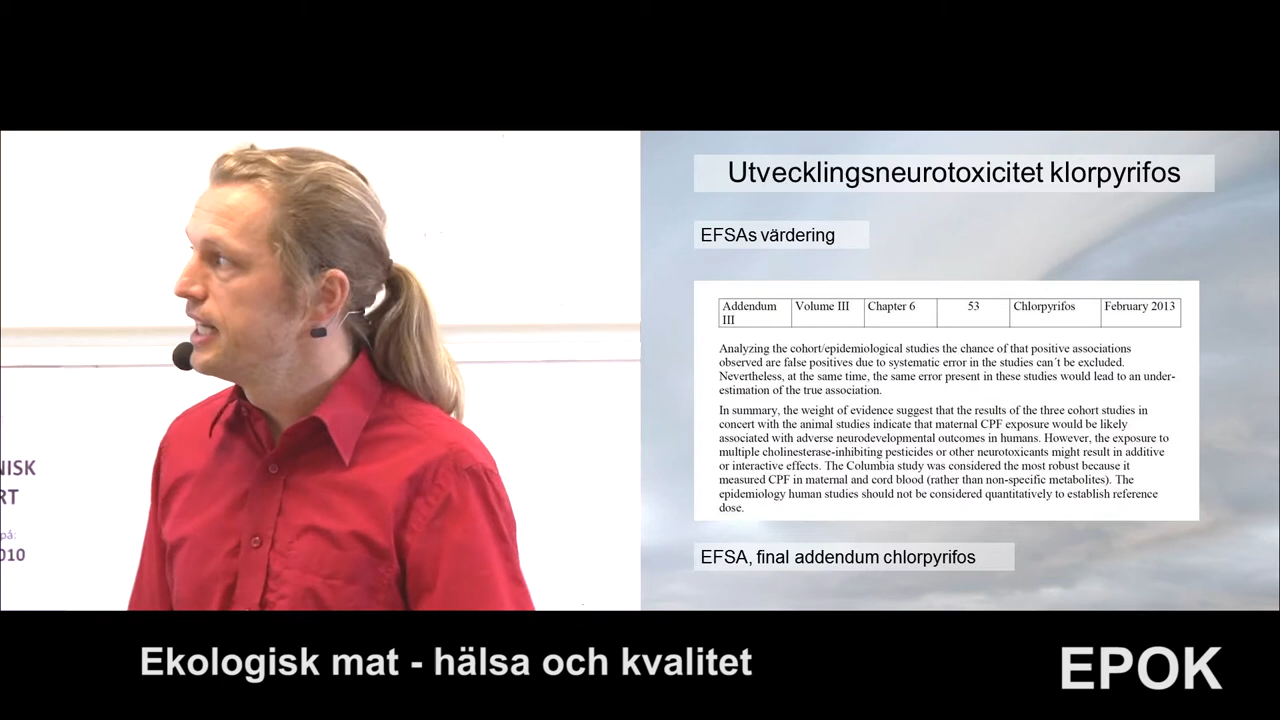 NISK
RT
på:
010
Utvecklingsneurotoxicitet klorpyrifos
EFSAs värdering
Addendum III Volume III Chapter 6 53 Chlorpyrifos February 2013
Analyzing the cohort/epidemiological studies the chance of that positive associations
observed are false positives due to systematic error in the studies can´t be excluded.
Nevertheless, at the same time, the same error present in these studies would lead to an under-
estimation of the true association.
In summary, the weight of evidence suggest that the results of the three cohort studies in
concert with the animal studies indicate that maternal CPF exposure would be likely
associated with adverse neurodevelopmental outcomes in humans. However, the exposure to
multiple cholinesterase-inhibiting pesticides or other neurotoxicants might result in additive
or interactive effects. The Columbia study was considered the most robust because it
measured CPF in maternal and cord blood (rather than non-specific metabolites). The
epidemiology human studies should not be considered quantitatively to establish reference
dose.
EFSA, final addendum chlorpyrifos
Ekologisk mat - hälsa och kvalitet
EPOK